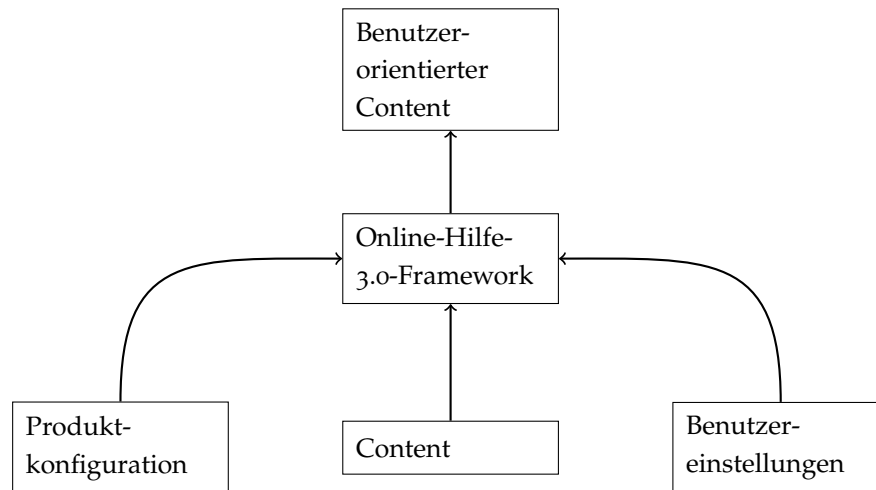 Benutzer-
orientierter
Content
Online-Hilfe-
3.0-Framework
Produkt-
konfiguration
Content
Benutzer-
einstellungen